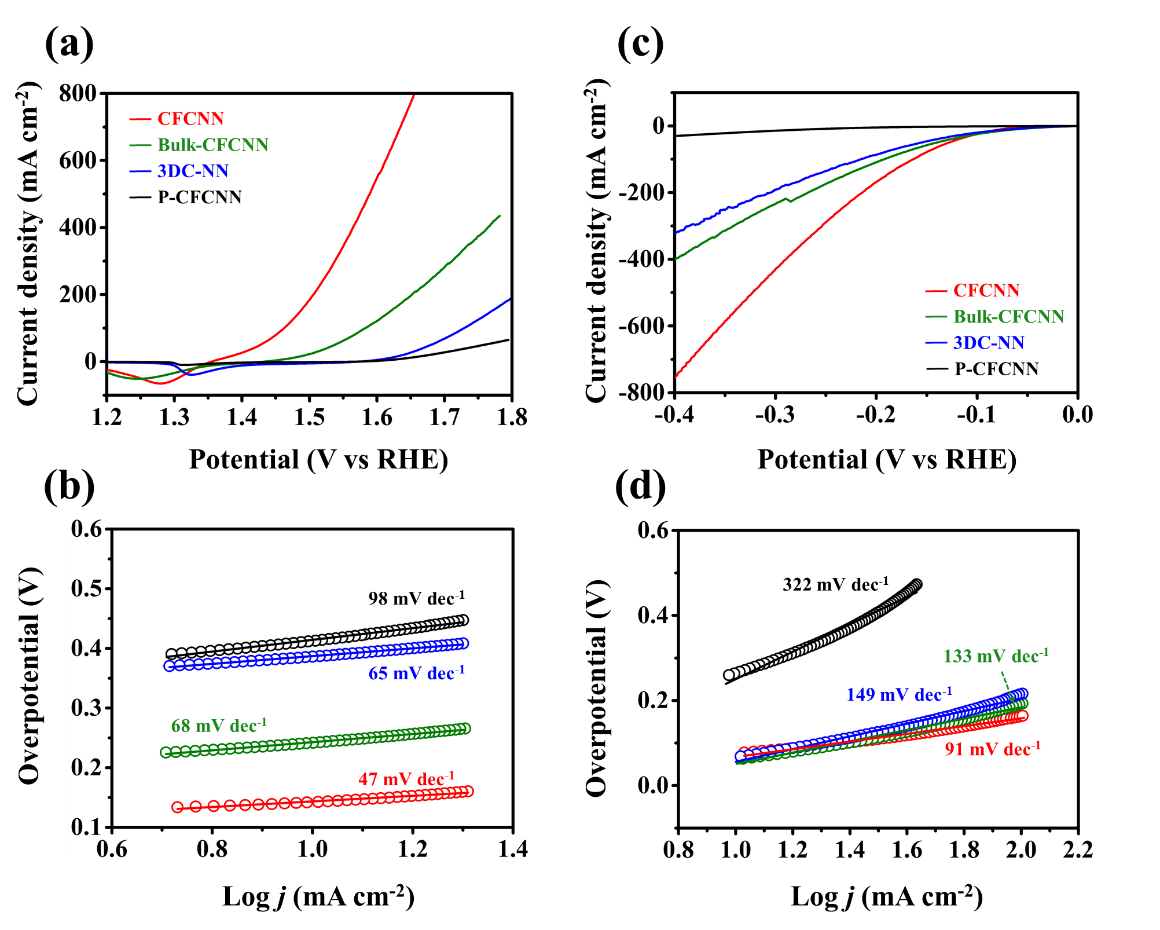 (a)
Current density (mA cm-2)
800
600
400
200
0
CFCNN
Bulk-CFCNN
3DC-NN
P-CFCNN
1.2 1.3 1.4 1.5 1.6 1.7 1.8
Potential (V vs RHE)
(c)
Current density (mA cm-2)
0
-200
-400
-600
-800
CFCNN
Bulk-CFCNN
3DC-NN
P-CFCNN
-0.4 -0.3 -0.2 -0.1 0.0
Potential (V vs RHE)
(b)
Overpotential (V)
0.6
0.5
0.4
0.3
0.2
0.1
98 mV dec-1
65 mV dec-1
68 mV dec-1
47 mV dec-1
0.6 0.8 1.0 1.2 1.4
Log j (mA cm-2)
(d)
Overpotential (V)
0.6
0.4
0.2
0.0
322 mV dec-1
133 mV dec-1
149 mV dec-1
91 mV dec-1
0.8 1.0 1.2 1.4 1.6 1.8 2.0 2.2
Log j (mA cm-2)